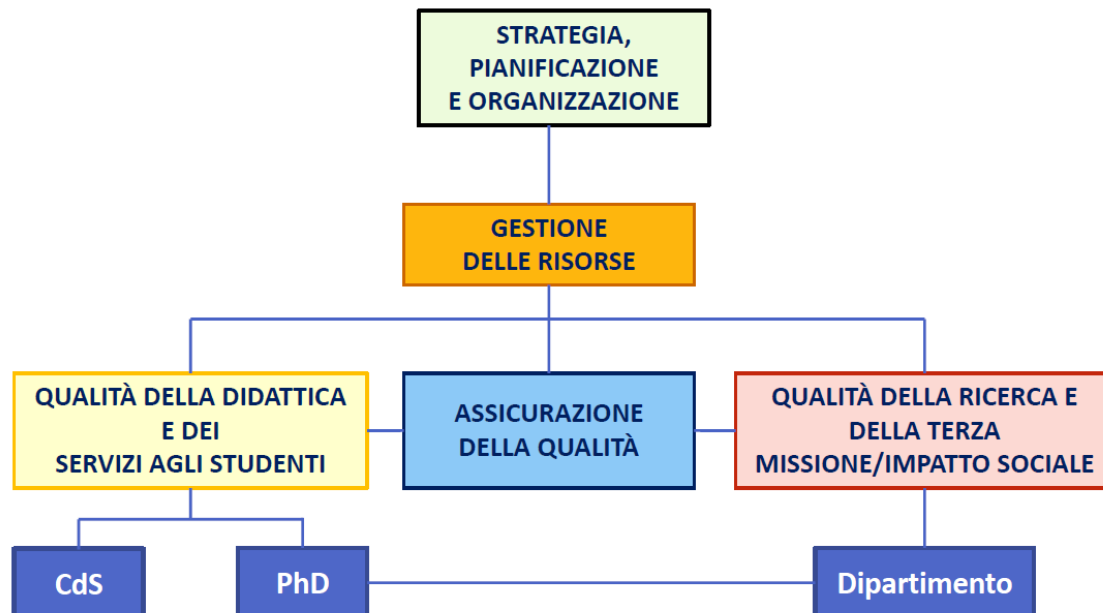 STRATEGIA,
PIANIFICAZIONE
E ORGANIZZAZIONE
GESTIONE
DELLE RISORSE
QUALITÀ DELLA DIDATTICA
E DEI
SERVIZI AGLI STUDENTI
ASSICURAZIONE
DELLA QUALITÀ
QUALITÀ DELLA RICERCA E
DELLA TERZA
MISSIONE/IMPATTO SOCIALE
CdS
PhD
Dipartimento